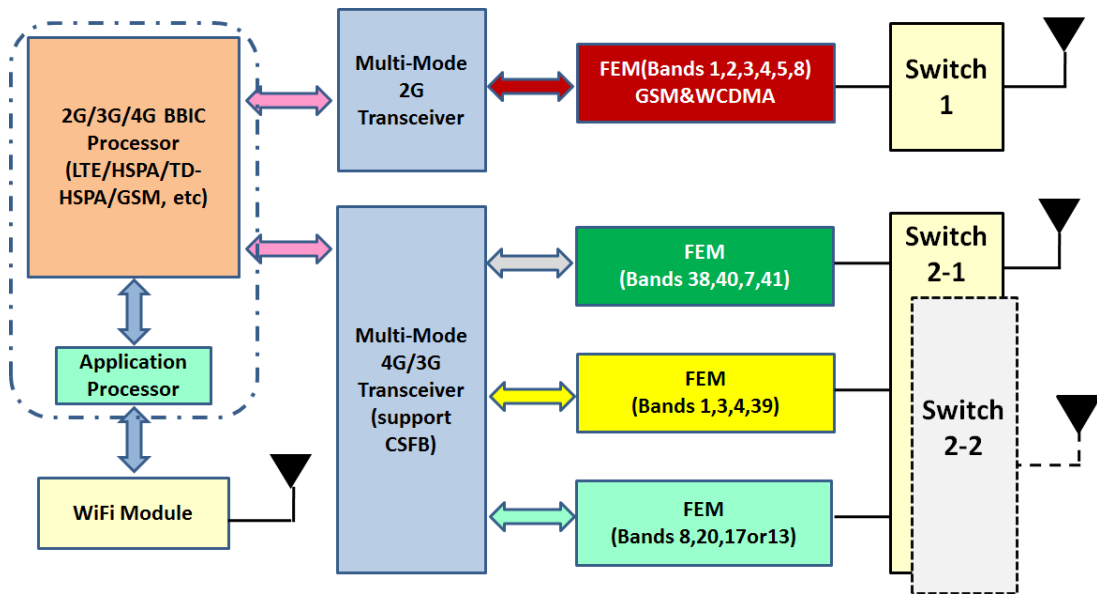 2G/3G/4G BBIC
Processor
(LTE/HSPA/TD-
HSPA/GSM, etc)
Application
Processor
WiFi Module
Multi-Mode
2G
Transceiver
Multi-Mode
4G/3G
Transceiver
(support
CSFB)
FEM(Bands 1,2,3,4,5,8)
GSM&WCDMA
FEM
(Bands 38,40,7,41)
FEM
(Bands 1,3,4,39)
FEM
(Bands 8,20,17or13)
Switch
1
Switch
2-1
Switch
2-2